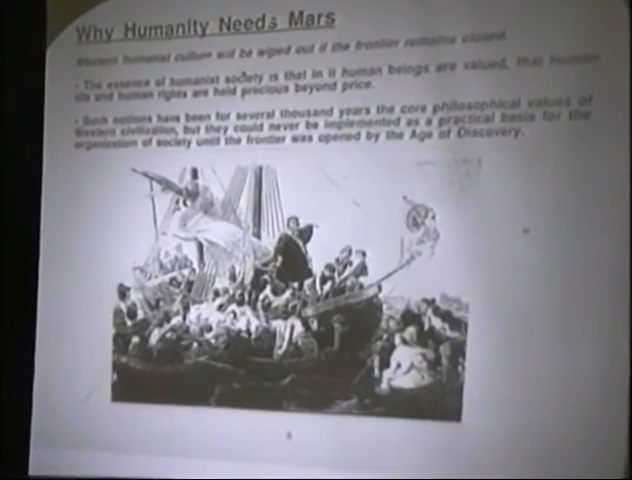 Why Humanity Needs Mars
Western humanist culture will be wiped out if the frontier remains closed.
- The essence of humanist society is that in it human beings are valued, that human
life and human rights are held precious beyond price.
- Such notions have been for several thousand years the core philosophical values of
Western civilization, but they could never be implemented as a practical basis for the
organization of society until the frontier was opened by the Age of Discovery.